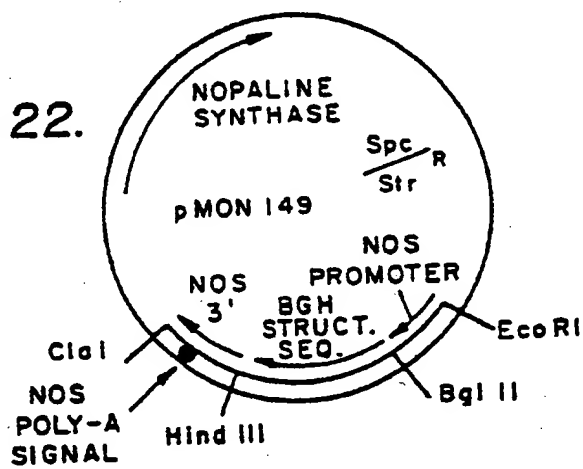 22.
NOPALINE
SYNTHASE
Spc
Str
R
pMON 149
NOS
PROMOTER
NOS
3'
BGH
STRUCT.
SEQ.
EcoRI
Bgl II
Hind III
Cla I
NOS
POLY-A
SIGNAL